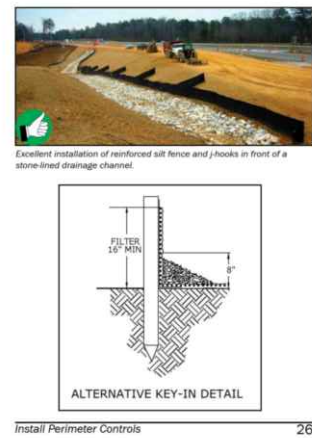 Excellent installation of reinforced silt fence and j-hooks in front of a
stone-lined drainage channel.
FILTER
16" MIN
8"
ALTERNATIVE KEY-IN DETAIL
Install Perimeter Controls
26